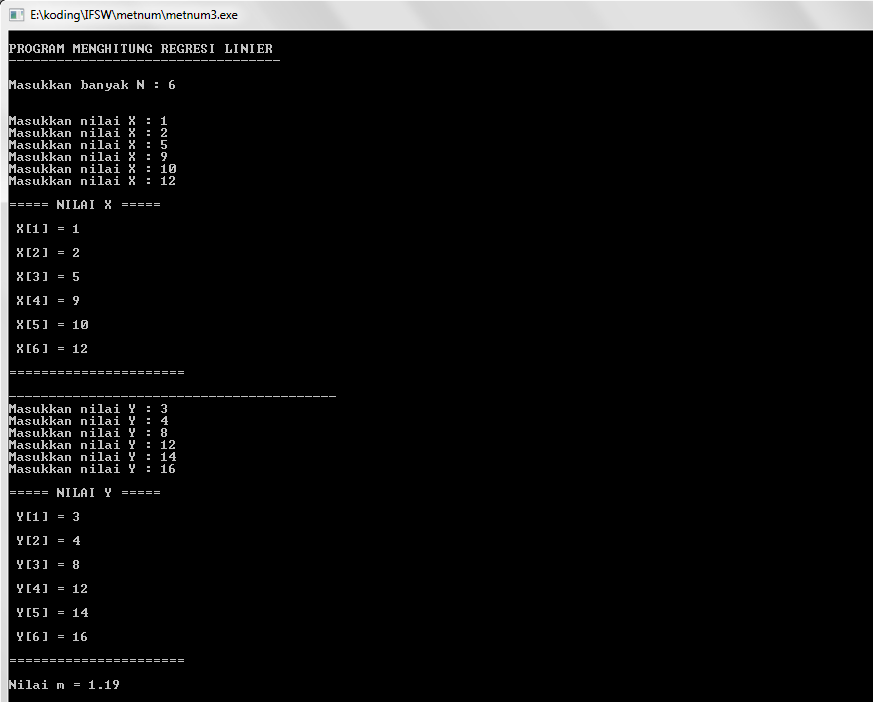 E:\koding\IFSW\metnum\metnum3.exe
PROGRAM MENGHITUNG REGRESI LINIER
----------------------------------
Masukkan banyak N : 6
Masukkan nilai X : 1
Masukkan nilai X : 2
Masukkan nilai X : 5
Masukkan nilai X : 9
Masukkan nilai X : 10
Masukkan nilai X : 12
===== NILAI X =====
X[1] = 1
X[2] = 2
X[3] = 5
X[4] = 9
X[5] = 10
X[6] = 12
======================
-----------------------------------------
Masukkan nilai Y : 3
Masukkan nilai Y : 4
Masukkan nilai Y : 8
Masukkan nilai Y : 12
Masukkan nilai Y : 14
Masukkan nilai Y : 16
===== NILAI Y =====
Y[1] = 3
Y[2] = 4
Y[3] = 8
Y[4] = 12
Y[5] = 14
Y[6] = 16
======================
Nilai m = 1.19